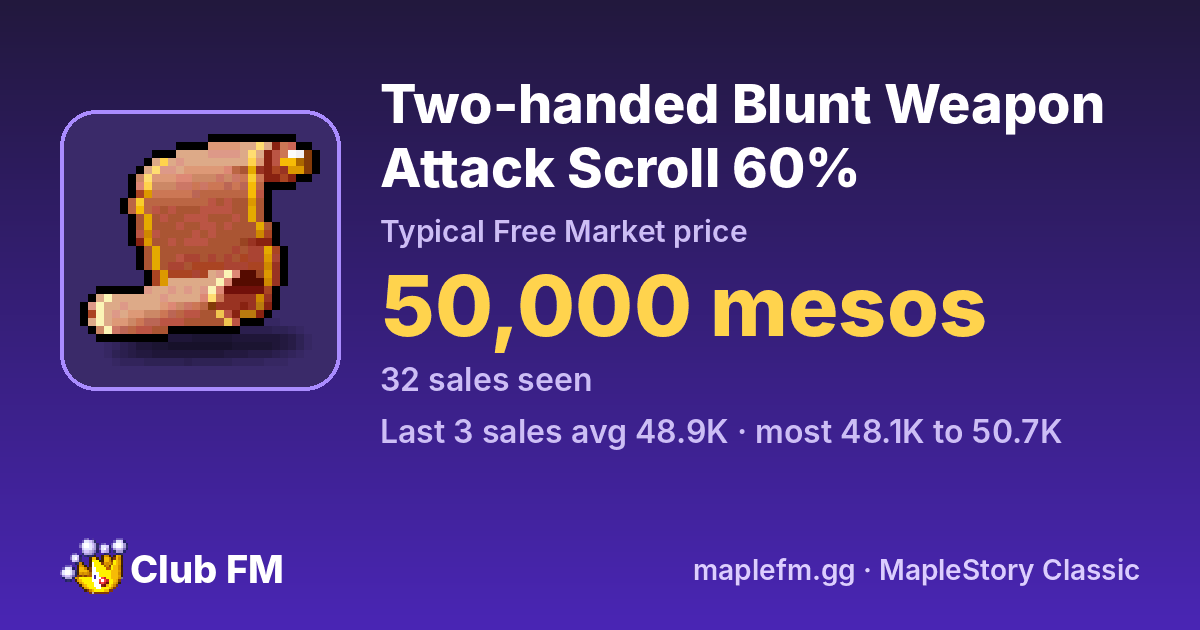 Two-handed Blunt Weapon
Attack Scroll 60%
Typical Free Market price
50,000 mesos
32 sales seen
Last 3 sales avg 48.9K · most 48.1K to 50.7K
Club FM
maplefm.gg · MapleStory Classic